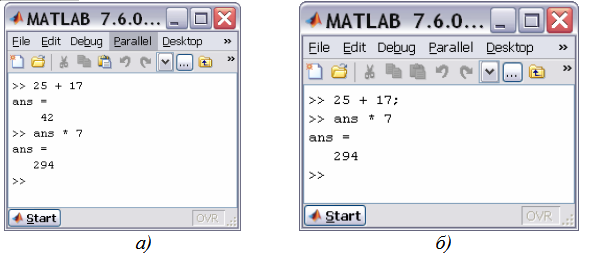 MATLAB 7.6.0...
File Edit Debug Parallel Desktop »
»
>> 25 + 17
ans =
42
>> ans * 7
ans =
294
>>
Start OVR
а)
MATLAB 7.6.0...
File Edit Debug Parallel Desktop »
»
>> 25 + 17;
>> ans * 7
ans =
294
>>
Start OVR
б)